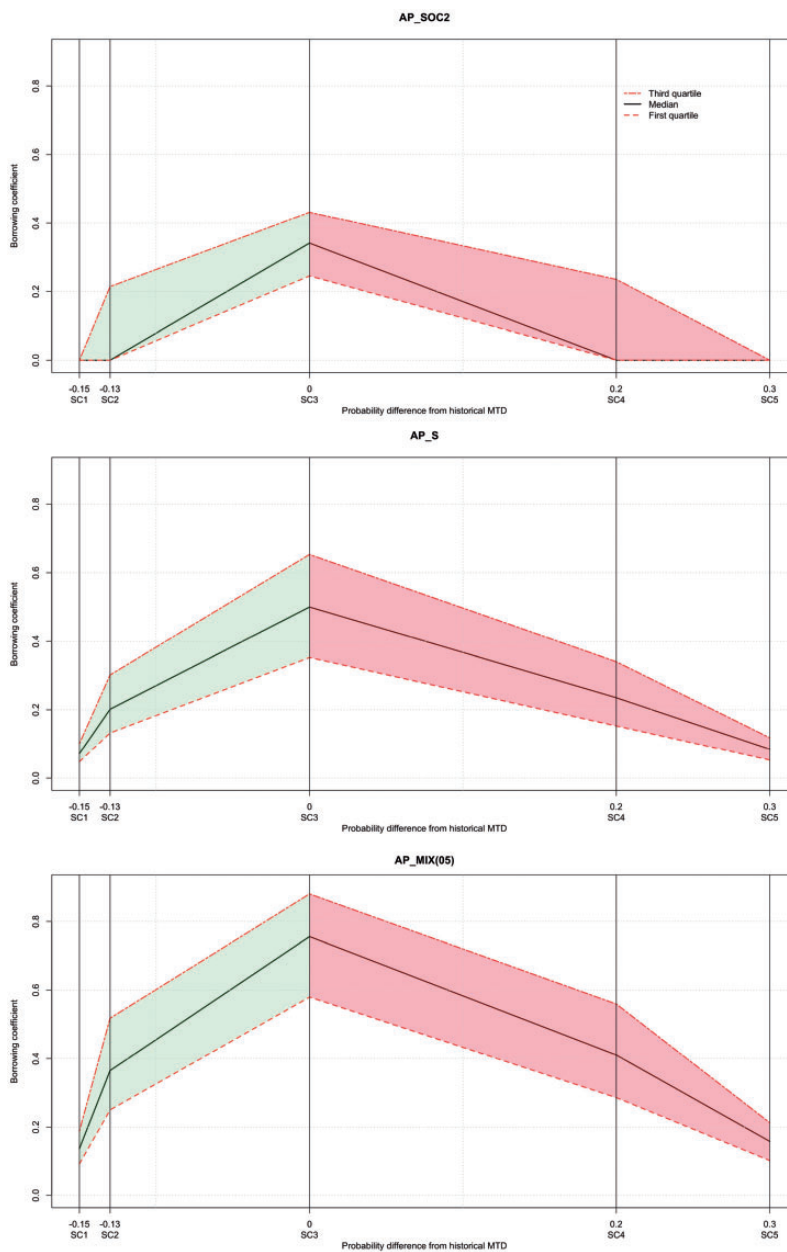 AP_SOC2
0.8
0.6
0.4
0.2
0.0
Borrowing coefficient
Third quartile
Median
First quartile
-0.15 -0.13 0 0.2 0.3
SC1 SC2 SC3 SC4 SC5
Probability difference from historical MTD
AP_S
0.8
0.6
0.4
0.2
0.0
Borrowing coefficient
-0.15 -0.13 0 0.2 0.3
SC1 SC2 SC3 SC4 SC5
Probability difference from historical MTD
AP_MIX(05)
0.8
0.6
0.4
0.2
0.0
Borrowing coefficient
-0.15 -0.13 0 0.2 0.3
SC1 SC2 SC3 SC4 SC5
Probability difference from historical MTD